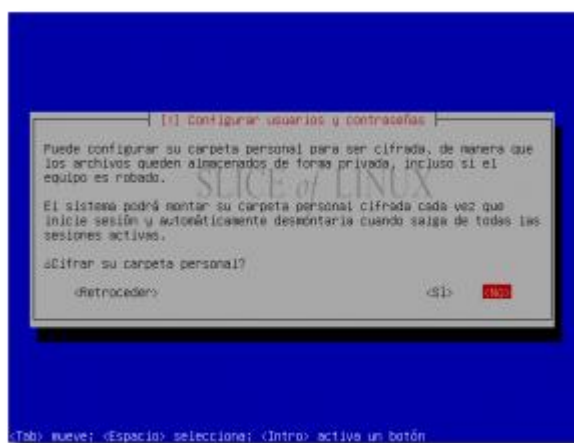 [!] Configurar usuarios y contraseñas
Puede configurar su carpeta personal para ser cifrada, de manera que
los archivos queden almacenados de forma privada, incluso si el
equipo es robado.
SLICE of LINUX
El sistema podrá montar su carpeta personal cifrada cada vez que
inicie sesión y automáticamente desmontarla cuando salga de todas las
sesiones activas.
¿Cifrar su carpeta personal?
<Retroceder> <Sí> <No>
<Tab> mueve; <Espacio> selecciona; <Intro> activa un botón